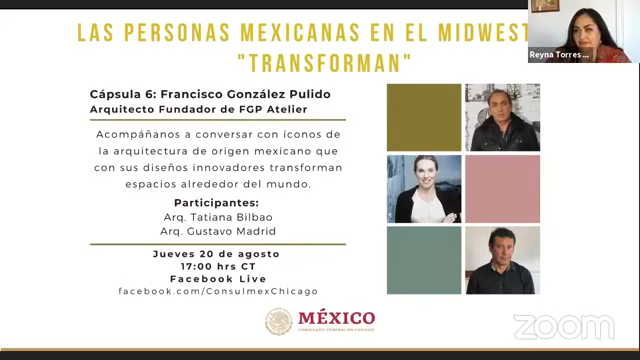 LAS PERSONAS MEXICANAS EN EL MIDWEST
"TRANSFORMAN"
Reyna Torres ...
Cápsula 6: Francisco González Pulido
Arquitecto Fundador de FGP Atelier
Acompáñanos a conversar con íconos de
la arquitectura de origen mexicano que
con sus diseños innovadores transforman
espacios alrededor del mundo.
Participantes:
Arq. Tatiana Bilbao
Arq. Gustavo Madrid
Jueves 20 de agosto
17:00 hrs CT
Facebook Live
facebook.com/ConsulmexChicago
MÉXICO
CONSULADO GENERAL EN CHICAGO
zoom